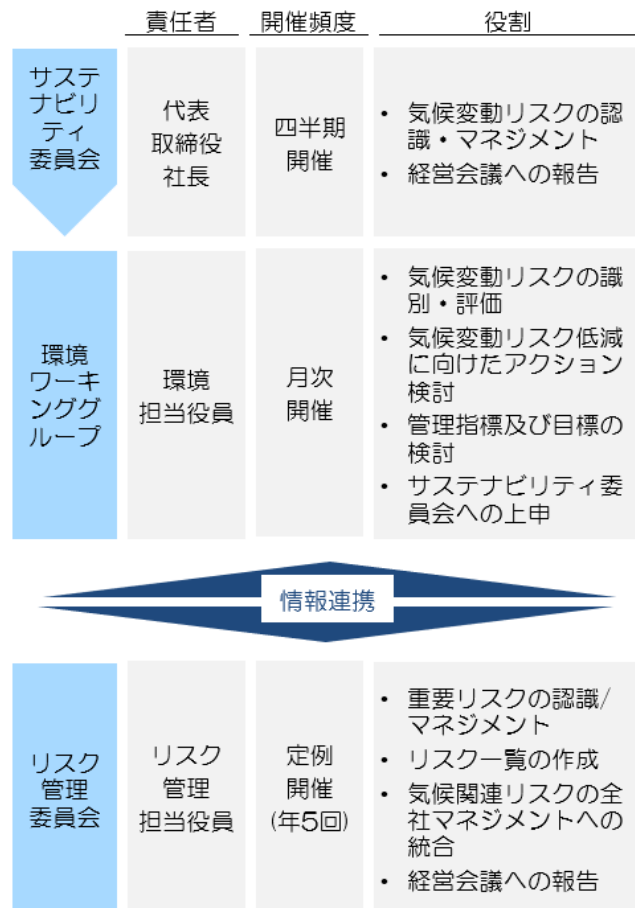 責任者 開催頻度 役割
サステ
ナビリ
ティ
委員会
代表
取締役
社長
四半期
開催
• 気候変動リスクの認
識・マネジメント
• 経営会議への報告
環境
ワーキ
ンググ
ループ
環境
担当役員
月次
開催
• 気候変動リスクの識
別・評価
• 気候変動リスク低減
に向けたアクション
検討
• 管理指標及び目標の
検討
• サステナビリティ委
員会への上申
情報連携
リスク
管理
委員会
リスク
管理
担当役員
定例
開催
(年5回)
• 重要リスクの認識/
マネジメント
• リスク一覧の作成
• 気候関連リスクの全
社マネジメントへの
統合
• 経営会議への報告